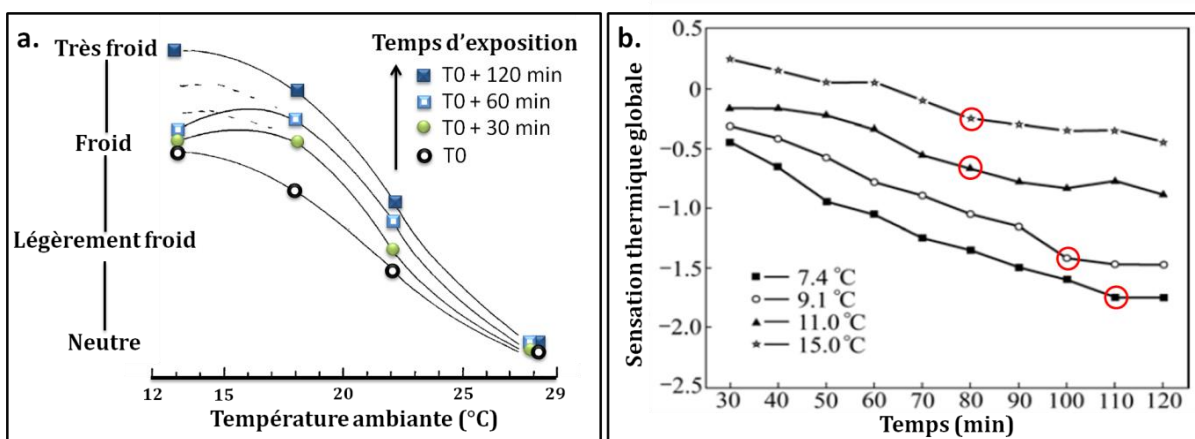 a.
Très froid
Froid
Légèrement froid
Neutre
Temps d'exposition
T0 + 120 min
T0 + 60 min
T0 + 30 min
T0
12 16 20 25 29
Température ambiante (°C)
b.
Sensation thermique globale
0.5
0
−0.5
−1.0
−1.5
−2.0
−2.5
7.4 °C
9.1 °C
11.0 °C
15.0 °C
30 40 50 60 70 80 90 100 110 120
Temps (min)